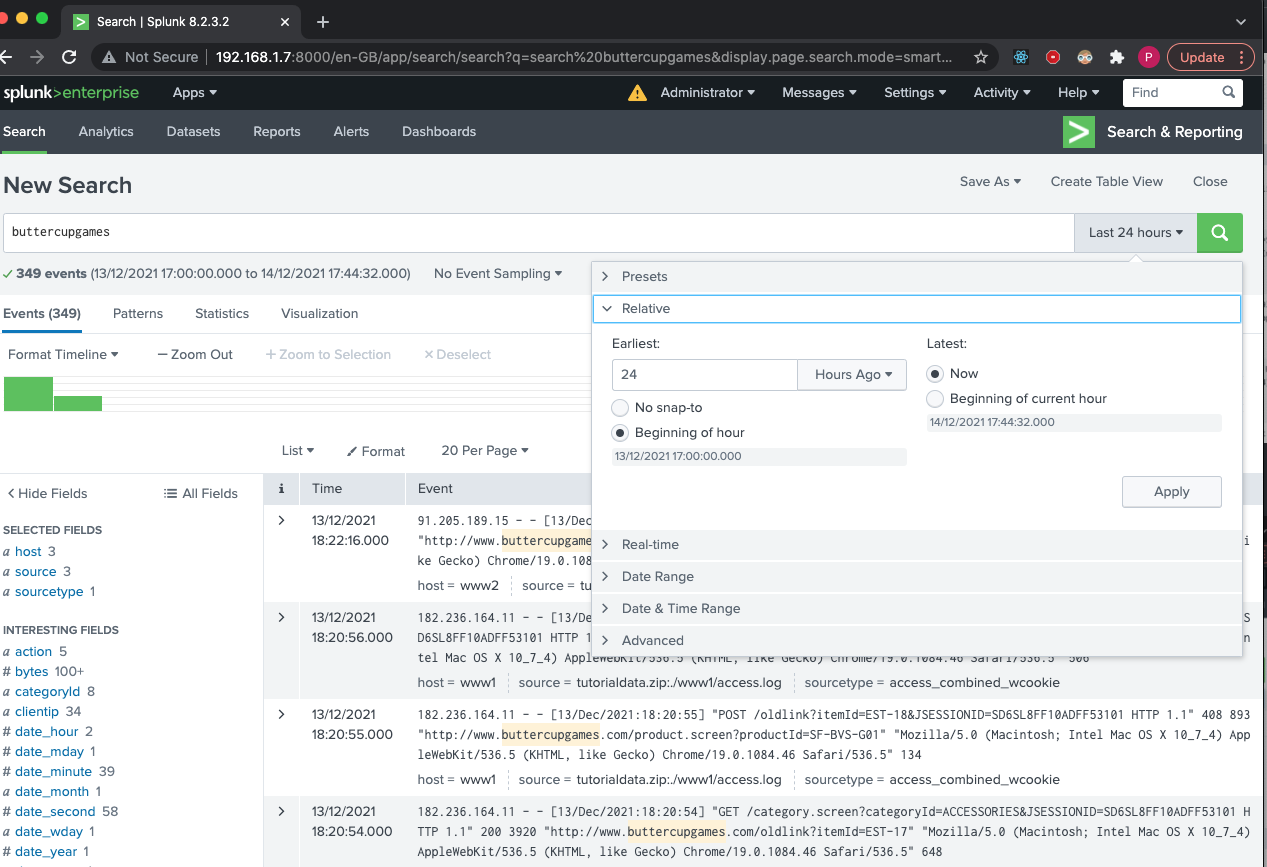 Search | Splunk 8.2.3.2
Not Secure 192.168.1.7:8000/en-GB/app/search/search?q=search%20buttercupgames&display.page.search.mode=smart...
P
Update
splunk>enterprise Apps Administrator Messages Settings Activity Help Find
Search Analytics Datasets Reports Alerts Dashboards Search & Reporting
New Search Save As Create Table View Close
buttercupgames Last 24 hours
349 events (13/12/2021 17:00:00.000 to 14/12/2021 17:44:32.000) No Event Sampling
Presets
Relative
Earliest: Latest:
24 Hours Ago Now
No snap-to Beginning of current hour
Beginning of hour 14/12/2021 17:44:32.000
13/12/2021 17:00:00.000
Apply
Real-time
Date Range
Date & Time Range
Advanced
Events (349) Patterns Statistics Visualization
Format Timeline Zoom Out + Zoom to Selection × Deselect
List Format 20 Per Page
Hide Fields All Fields
SELECTED FIELDS
a host 3
a source 3
a sourcetype 1
INTERESTING FIELDS
a action 5
# bytes 100+
a categoryId 8
a clientip 34
# date_hour 2
# date_mday 1
# date_minute 39
a date_month 1
# date_second 58
a date_wday 1
# date_year 1
i Time Event
13/12/2021 18:22:16.000
91.205.189.15 - - [13/Dec
"http://www.buttercupgame
ke Gecko) Chrome/19.0.108
host = www2 source = tu
13/12/2021 18:20:56.000
182.236.164.11 - - [13/De
D6SL8FF10ADFF53101 HTTP 1
ntel Mac OS X 10_7_4) AppleWebKit/536.5 (KHTML, like Gecko) Chrome/19.0.1084.46 Safari/536.5" 506
host = www1 source = tutorialdata.zip:./www1/access.log sourcetype = access_combined_wcookie
13/12/2021 18:20:55.000
182.236.164.11 - - [13/Dec/2021:18:20:55] "POST /oldlink?itemId=EST-18&JSESSIONID=SD6SL8FF10ADFF53101 HTTP 1.1" 408 893
"http://www.buttercupgames.com/product.screen?productId=SF-BVS-G01" "Mozilla/5.0 (Macintosh; Intel Mac OS X 10_7_4) App
leWebKit/536.5 (KHTML, like Gecko) Chrome/19.0.1084.46 Safari/536.5" 134
host = www1 source = tutorialdata.zip:./www1/access.log sourcetype = access_combined_wcookie
13/12/2021 18:20:54.000
182.236.164.11 - - [13/Dec/2021:18:20:54] "GET /category.screen?categoryId=ACCESSORIES&JSESSIONID=SD6SL8FF10ADFF53101 H
TTP 1.1" 200 3920 "http://www.buttercupgames.com/oldlink?itemId=EST-17" "Mozilla/5.0 (Macintosh; Intel Mac OS X 10_7_4)
AppleWebKit/536.5 (KHTML, like Gecko) Chrome/19.0.1084.46 Safari/536.5" 648